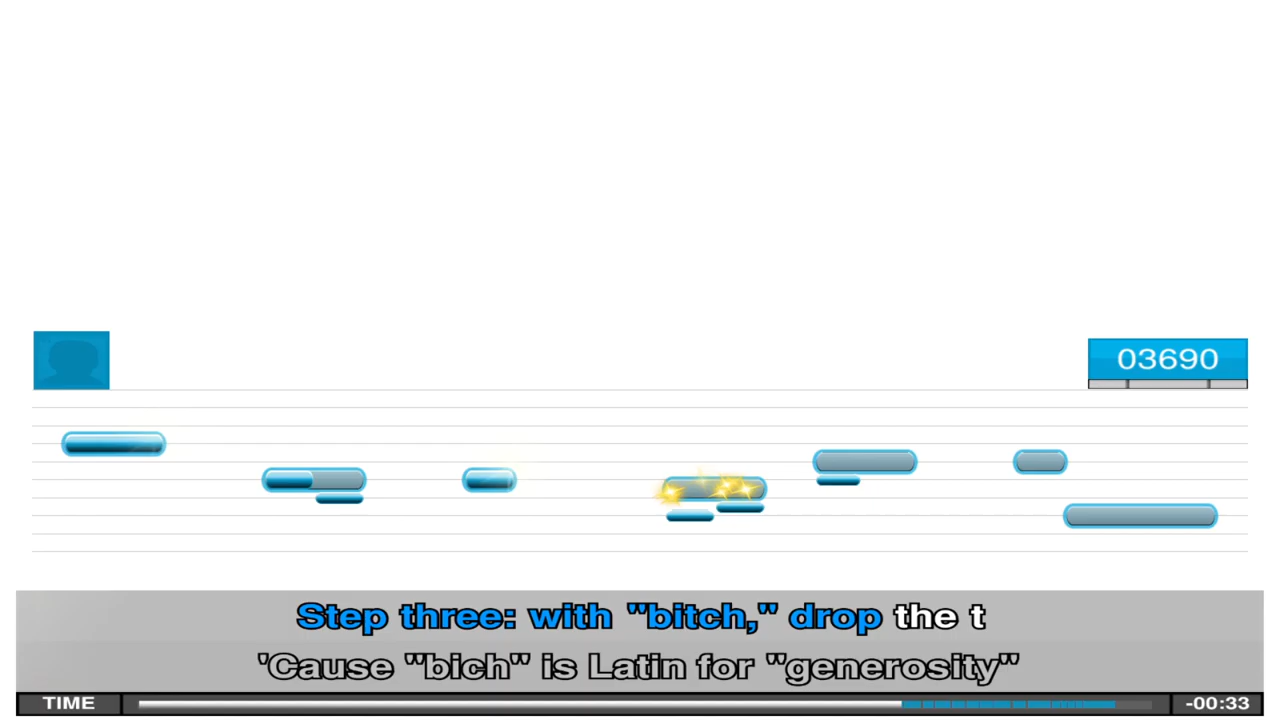 03690
Step three: with "bitch," drop the t
'Cause "bich" is Latin for "generosity"
TIME -00:33